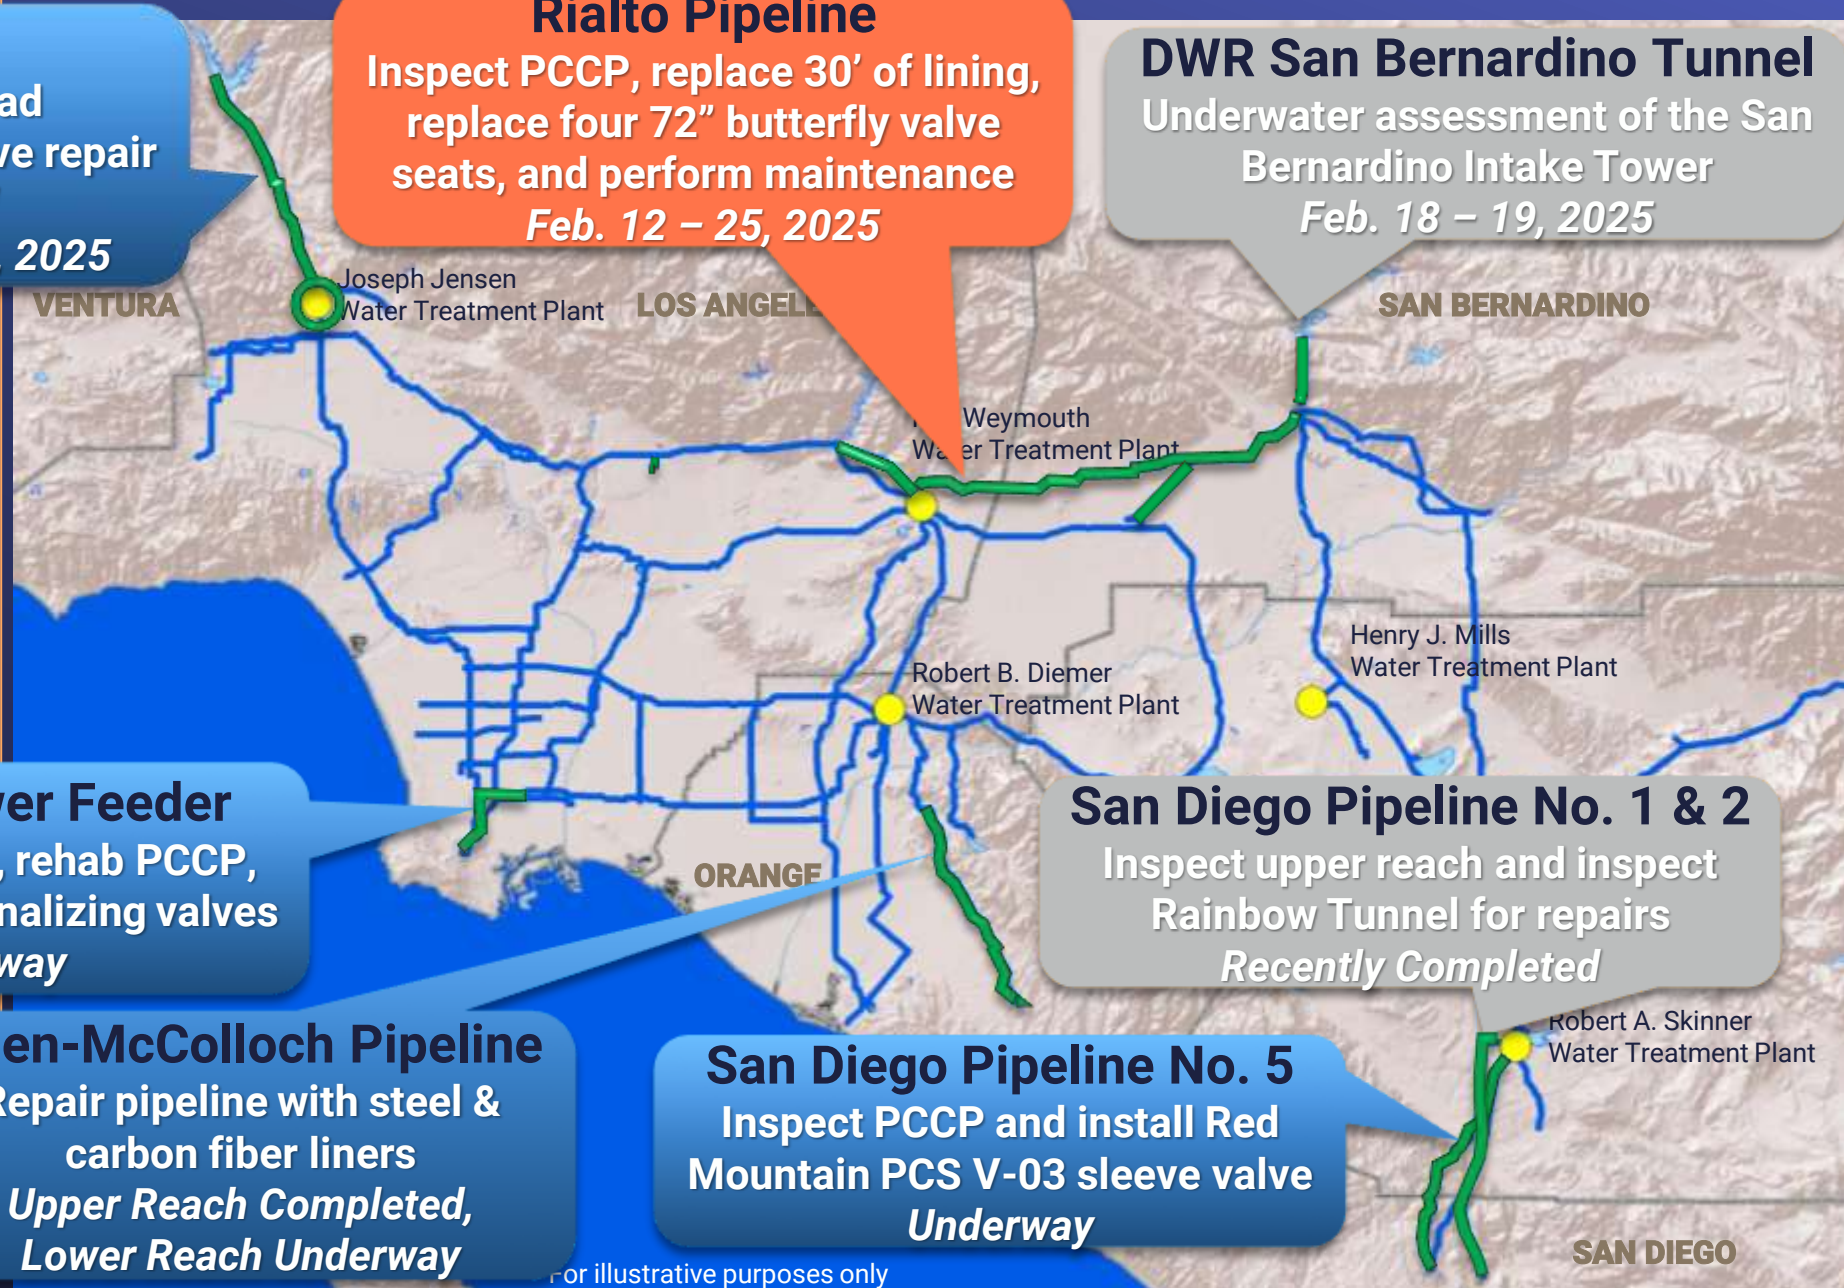 Rialto Pipeline
Inspect PCCP, replace 30’ of lining,
replace four 72” butterfly valve
seats, and perform maintenance
Feb. 12 – 25, 2025
DWR San Bernardino Tunnel
Underwater assessment of the San
Bernardino Intake Tower
Feb. 18 – 19, 2025
repair
2025
Joseph Jensen
Water Treatment Plant
VENTURA
LOS ANGELE
SAN BERNARDINO
Weymouth
Water Treatment Plant
Henry J. Mills
Water Treatment Plant
Robert B. Diemer
Water Treatment Plant
Feeder
, rehab PCCP,
valves
ORANGE
San Diego Pipeline No. 1 & 2
Inspect upper reach and inspect
Rainbow Tunnel for repairs
Recently Completed
Robert A. Skinner
Water Treatment Plant
en-McColloch Pipeline
Repair pipeline with steel &
carbon fiber liners
Upper Reach Completed,
Lower Reach Underway
San Diego Pipeline No. 5
Inspect PCCP and install Red
Mountain PCS V-03 sleeve valve
Underway
SAN DIEGO
For illustrative purposes only